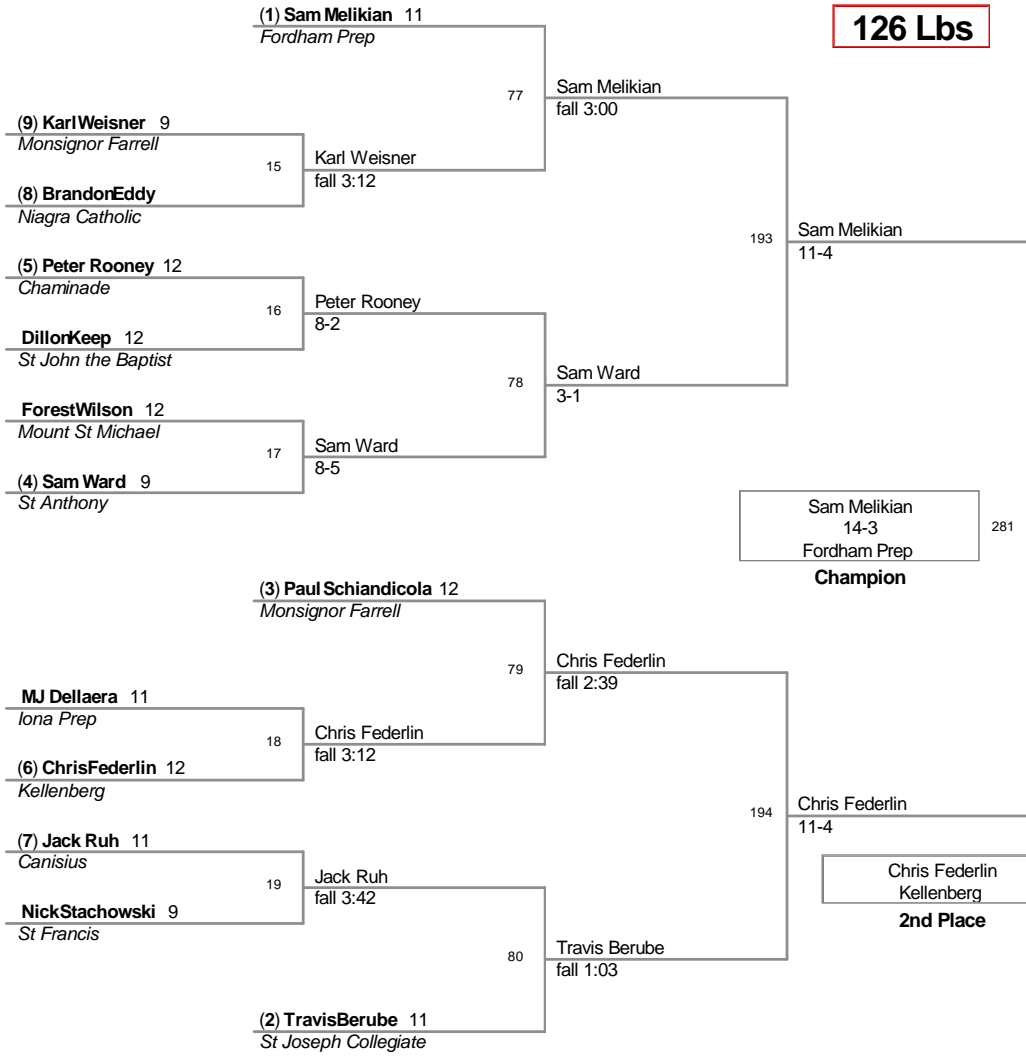 (1) Sam Melikian 11
Fordham Prep
126 Lbs
77
Sam Melikian
fall 3:00
(9) Karl Weisner 9
Monsignor Farrell
15
Karl Weisner
fall 3:12
(8) BrandonEddy
Niagra Catholic
193
Sam Melikian
11-4
(5) Peter Rooney 12
Chaminade
16
Peter Rooney
8-2
DillonKeep 12
St John the Baptist
78
Sam Ward
3-1
ForestWilson 12
Mount St Michael
17
Sam Ward
8-5
(4) Sam Ward 9
St Anthony
Sam Melikian
14-3
Fordham Prep
281
Champion
(3) Paul Schiandicola 12
Monsignor Farrell
79
Chris Federlin
fall 2:39
MJ Dellaera 11
Iona Prep
18
Chris Federlin
fall 3:12
(6) ChrisFederlin 12
Kellenberg
194
Chris Federlin
11-4
(7) Jack Ruh 11
Canisius
19
Jack Ruh
fall 3:42
NickStachowski 9
St Francis
Chris Federlin
Kellenberg
2nd Place
80
Travis Berube
fall 1:03
(2) TravisBerube 11
St Joseph Collegiate